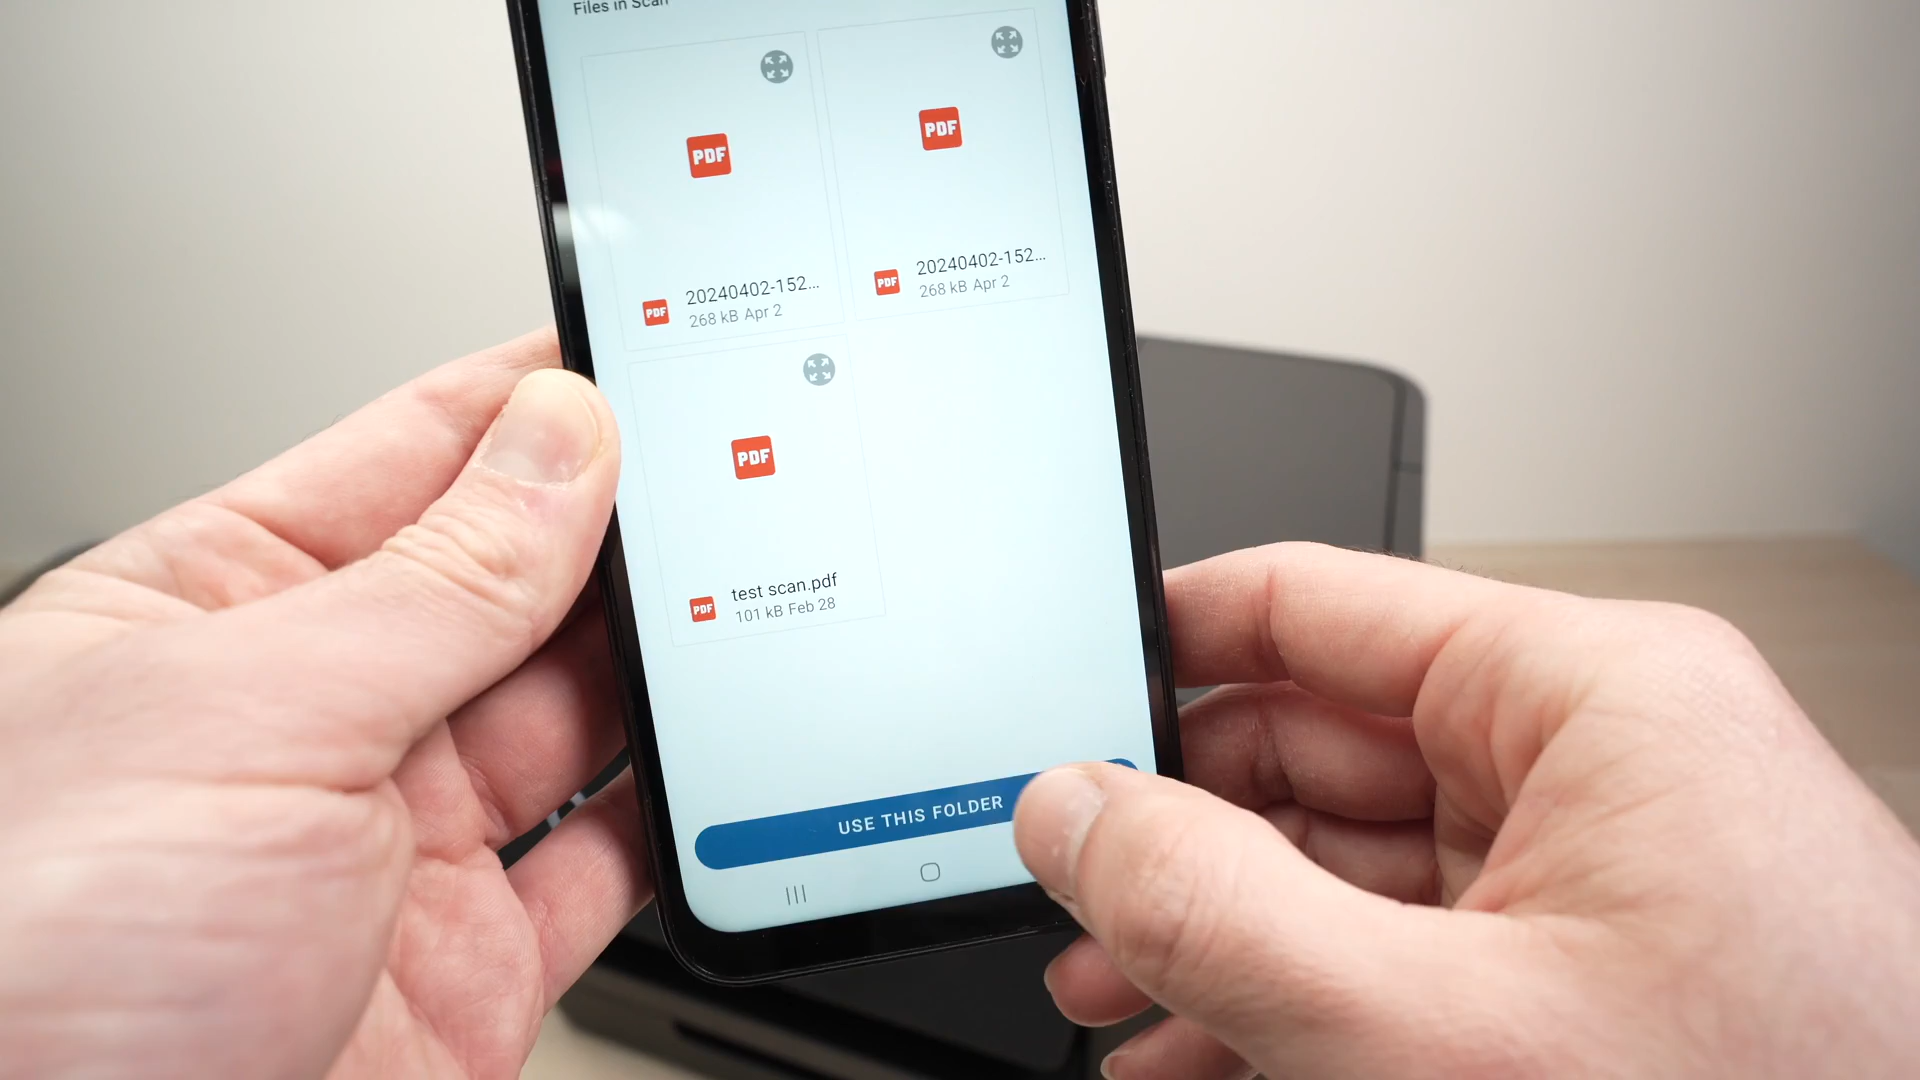 Files in Scan
PDF
PDF
PDF 20240402-152...
268 kB Apr 2
PDF 20240402-152...
268 kB Apr 2
PDF
PDF test scan.pdf
101 kB Feb 28
USE THIS FOLDER